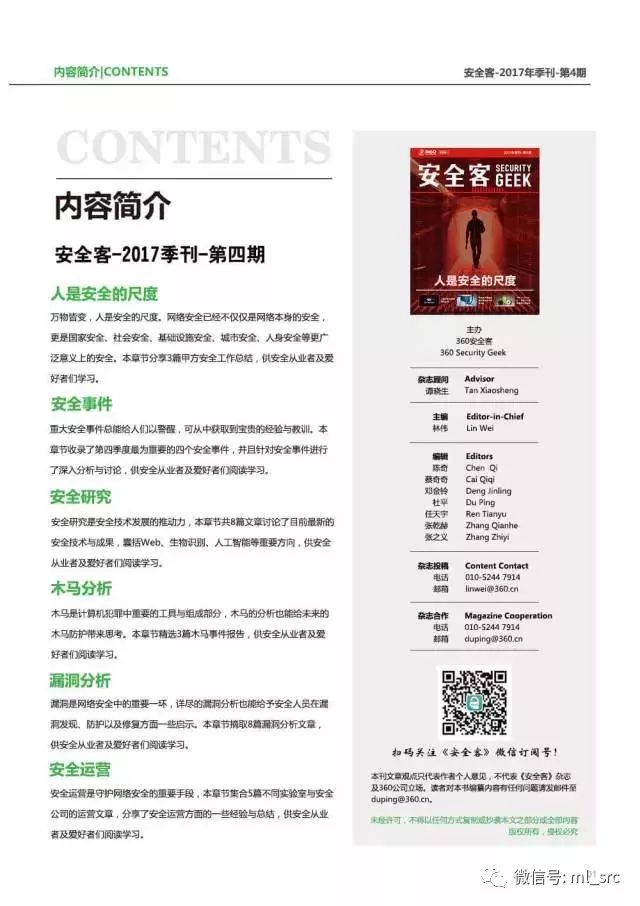 内容简介|CONTENTS
安全客-2017年季刊-第4期
CONTENTS
内容简介
安全客-2017季刊-第四期
人是安全的尺度
万物皆变，人是安全的尺度。网络安全已经不仅仅是网络本身的安全，
更是国家安全、社会安全、基础设施安全、城市安全、人身安全等更广
泛意义上的安全。本章节分享3篇甲方安全工作总结，供安全从业者及爱
好者们学习。
安全事件
重大安全事件总能给人们以警醒，可从中获取到宝贵的经验与教训。本章
节收录了第四季度最为重要的四个安全事件，并且针对安全事件进行
了深入分析与讨论，供安全从业者及爱好者们阅读学习。
安全研究
安全研究是安全技术发展的推动力，本章节共8篇文章讨论了目前最新的
安全技术与成果，囊括Web、生物识别、人工智能等重要方向，供安全
从业者及爱好者们阅读学习。
木马分析
木马是计算机犯罪中重要的工具与组成部分，木马的分析也能给未来的
木马防护带来思考。本章节精选3篇木马事件报告，供安全从业者及爱
好者们阅读学习。
漏洞分析
漏洞是网络安全中的重要一环，详尽的漏洞分析也能给予安全人员在漏
洞发现、防护以及修复方面一些启示。本章节摘取8篇漏洞分析文章，
供安全从业者及爱好者们阅读学习。
安全运营
安全运营是守护网络安全的重要手段，本章节集合5篇不同实验室与安全
公司的运营文章，分享了安全运营方面的一些经验与总结，供安全从业
者及爱好者们阅读学习。
安全客 SECURITY GEEK
人是安全的尺度
主办
360安全客
360 Security Geek
杂志顾问 Advisor
谭晓生 Tan Xiaosheng
主编 Editor-in-Chief
林伟 Lin Wei
编辑 Editors
陈奇 Chen Qi
蔡奇奇 Cai Qiqi
邓金铃 Deng Jinling
杜平 Du Ping
任天宇 Ren Tianyu
张乾赫 Zhang Qianhe
张之义 Zhang Zhiyi
杂志投稿 Content Contact
电话 010-5244 7914
邮箱 linwei@360.cn
杂志合作 Magazine Cooperation
电话 010-5244 7914
邮箱 duping@360.cn
扫码关注《安全客》微信订阅号！
本刊文章观点只代表作者个人意见，不代表《安全客》杂志
及360公司立场。读者对本书编纂内容有任何问题请发邮件至
duping@360.cn。
未经许可，不得以任何方式复制或抄袭本文之部分或全部内容
版权所有，侵权必究
01
微信号: ml_src